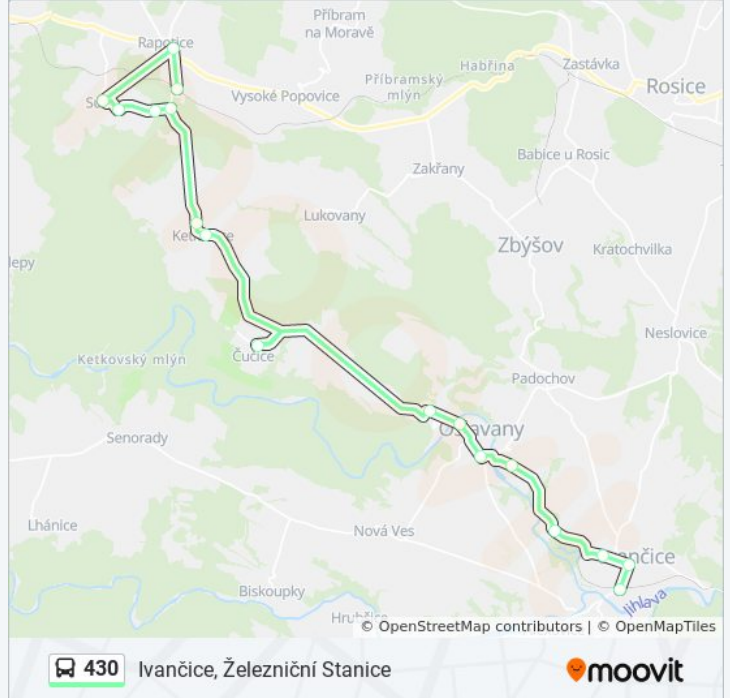 Příbram
na Moravě
Rapotice
Habřina
Zastávka
Příbramský
mlýn
Rosice
Vysoké Popovice
Babice u Rosic
Zakřany
Lukovany
Zbýšov
Kratochvilka
Neslovice
Ketkovský mlýn
Čučice
Padochov
Senorady
Lhánice
Nová Ves
Biskoupky
Jihlava
© OpenStreetMap contributors | © OpenMapTiles
430 Ivančice, Železniční Stanice
moovit